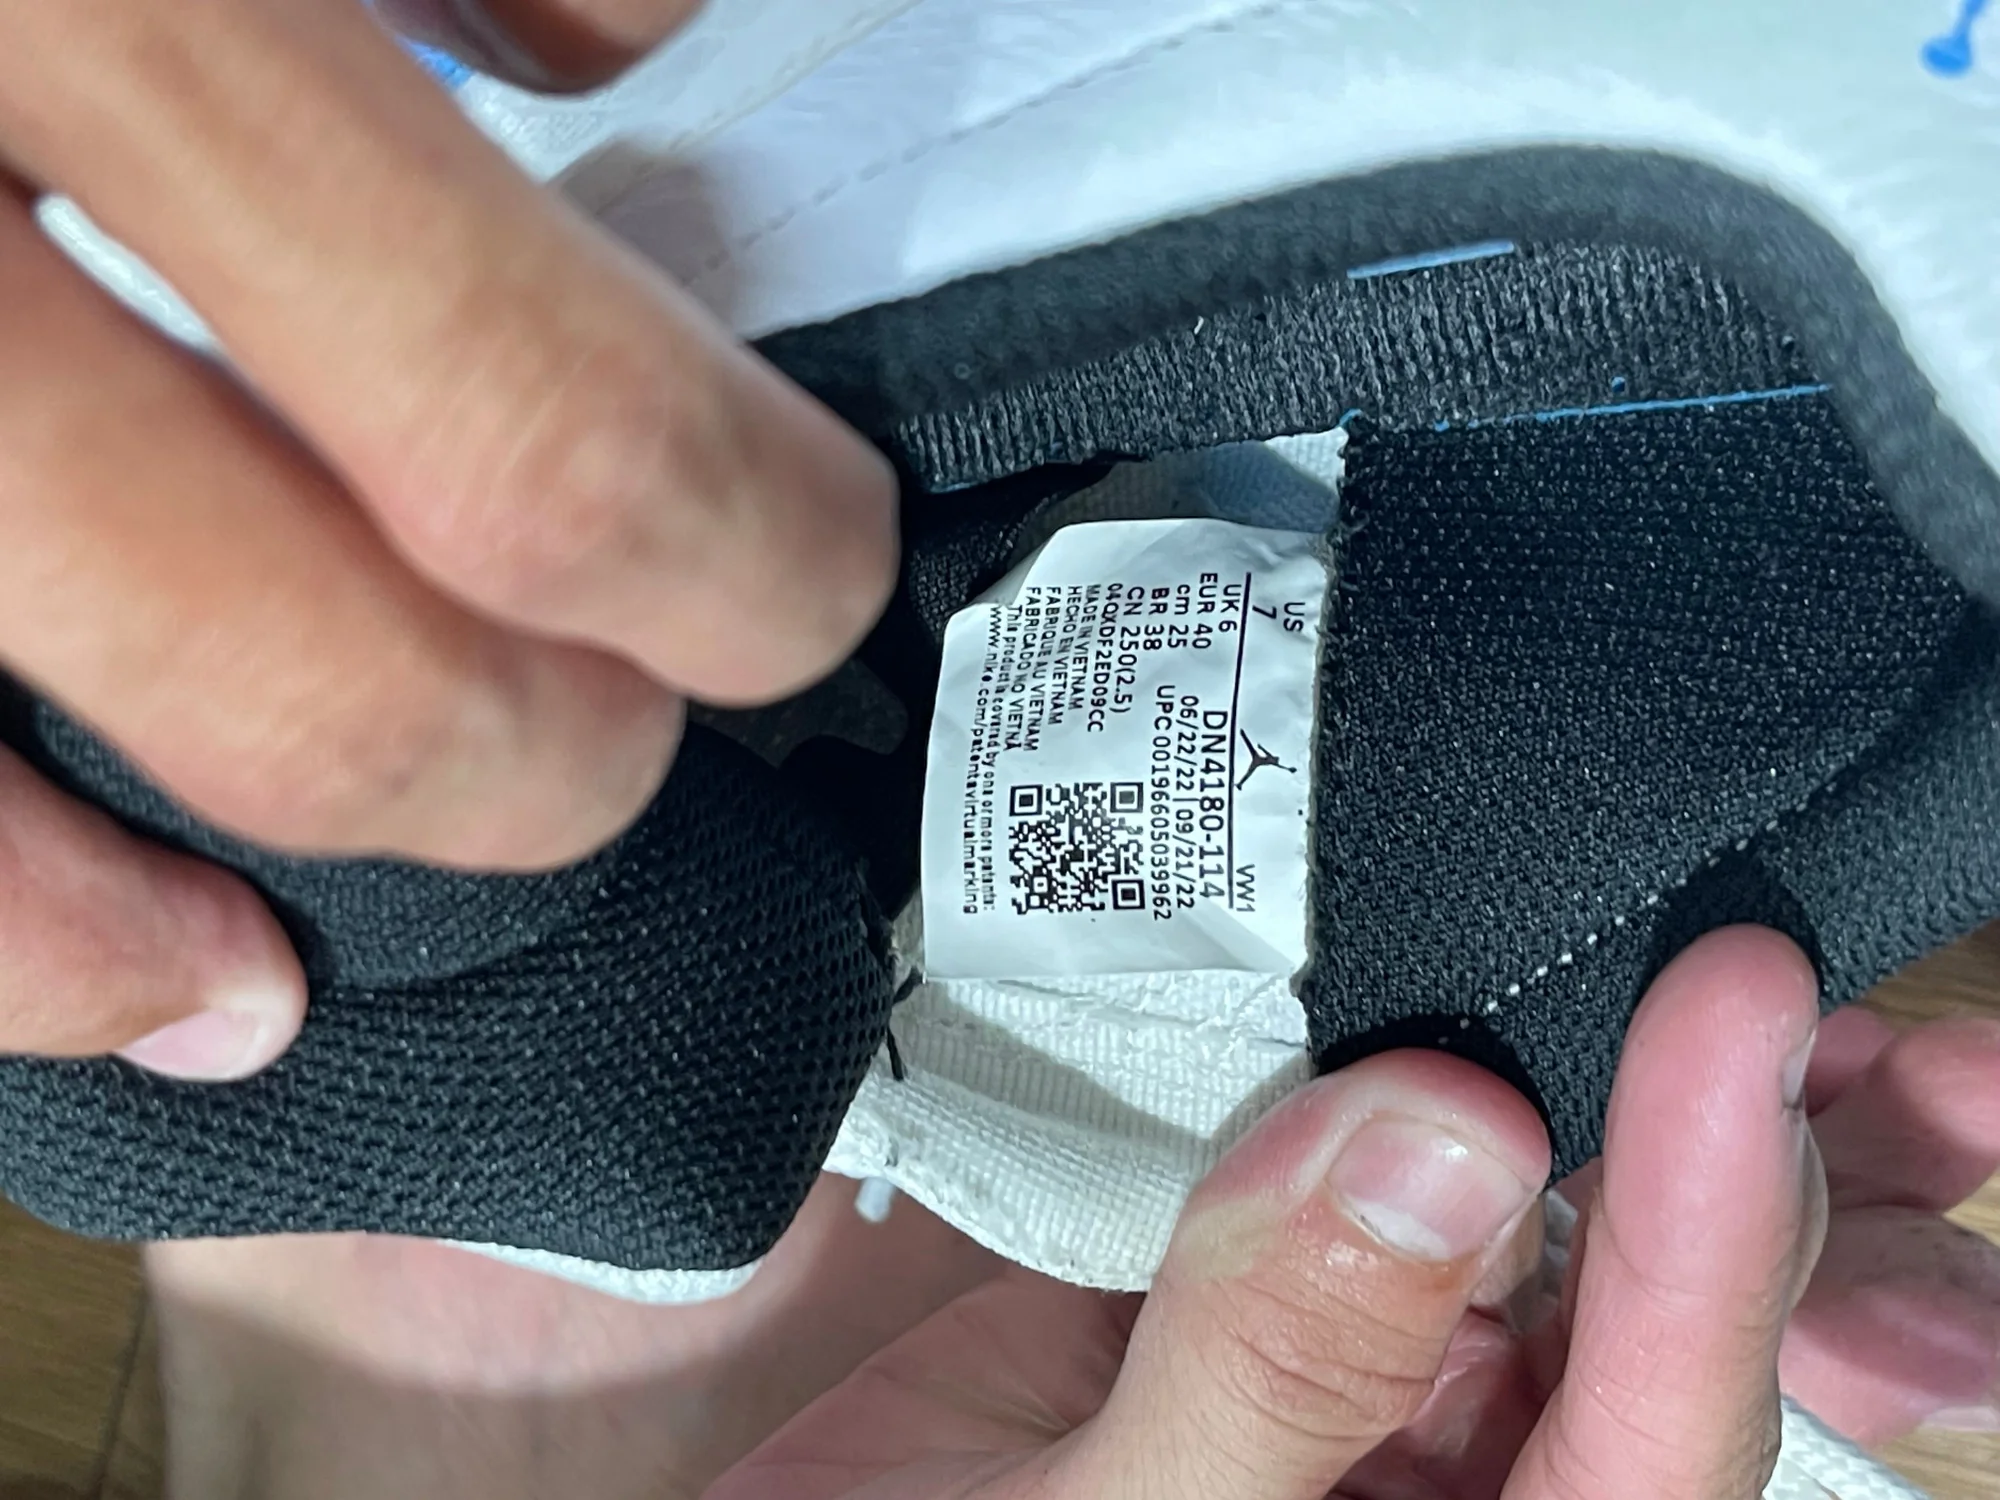 US
7
VW1
UK 6
EUR 40
cm 25
BR 38
CN 250(2.5)
DN4180-114
06/22/22 | 09/21/22
UPC 00196605039962
04QXDF2ED09CC
MADE IN VIETNAM
HECHO EN VIETNAM
FABRIQUE AU VIETNAM
FABRICADO NO VIETNÃ
This product is covered by one or more patents:
www.nike.com/patentsvirtualmarking